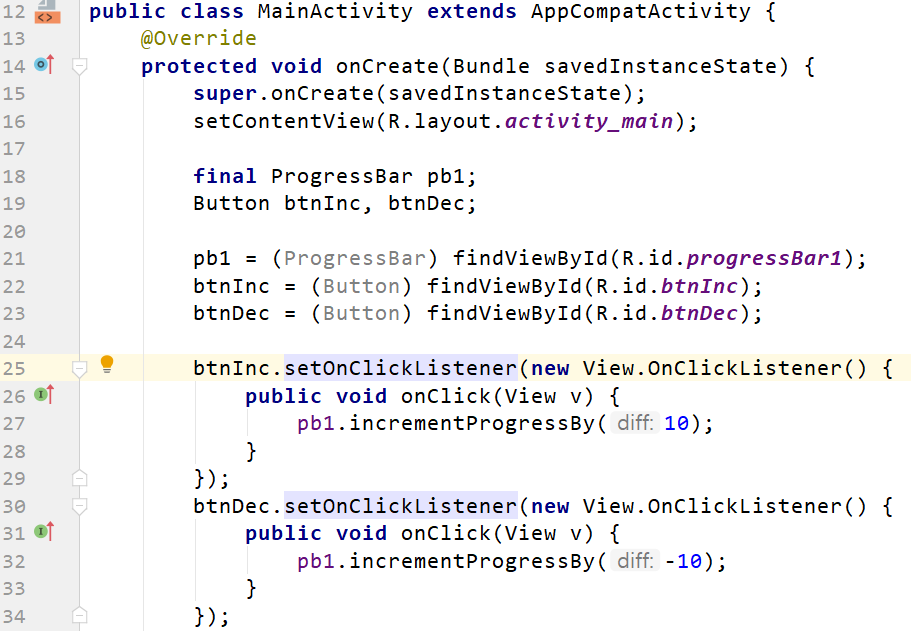 12 public class MainActivity extends AppCompatActivity {
13     @Override
14     protected void onCreate(Bundle savedInstanceState) {
15         super.onCreate(savedInstanceState);
16         setContentView(R.layout.activity_main);
17
18         final ProgressBar pb1;
19         Button btnInc, btnDec;
20
21         pb1 = (ProgressBar) findViewById(R.id.progressBar1);
22         btnInc = (Button) findViewById(R.id.btnInc);
23         btnDec = (Button) findViewById(R.id.btnDec);
24
25         btnInc.setOnClickListener(new View.OnClickListener() {
26             public void onClick(View v) {
27                 pb1.incrementProgressBy( diff: 10);
28             }
29         });
30         btnDec.setOnClickListener(new View.OnClickListener() {
31             public void onClick(View v) {
32                 pb1.incrementProgressBy( diff: -10);
33             }
34         });